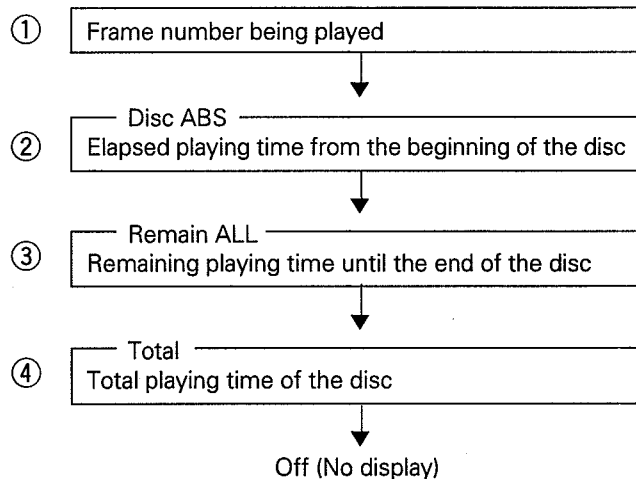 ① Frame number being played
Disc ABS
② Elapsed playing time from the beginning of the disc
Remain ALL
③ Remaining playing time until the end of the disc
Total
④ Total playing time of the disc
Off (No display)